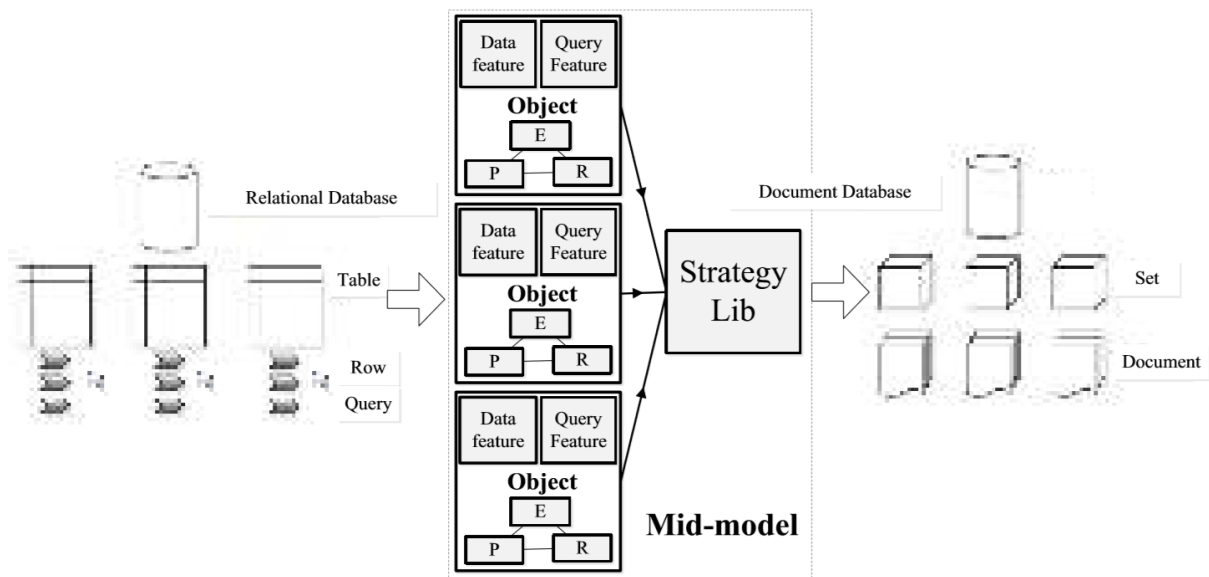 Relational Database
Table
Row
Query
Data
feature
Query
Feature
Object
E
P
R
Data
feature
Query
Feature
Object
E
P
R
Data
feature
Query
Feature
Object
E
P
R
Strategy
Lib
Mid-model
Document Database
Set
Document